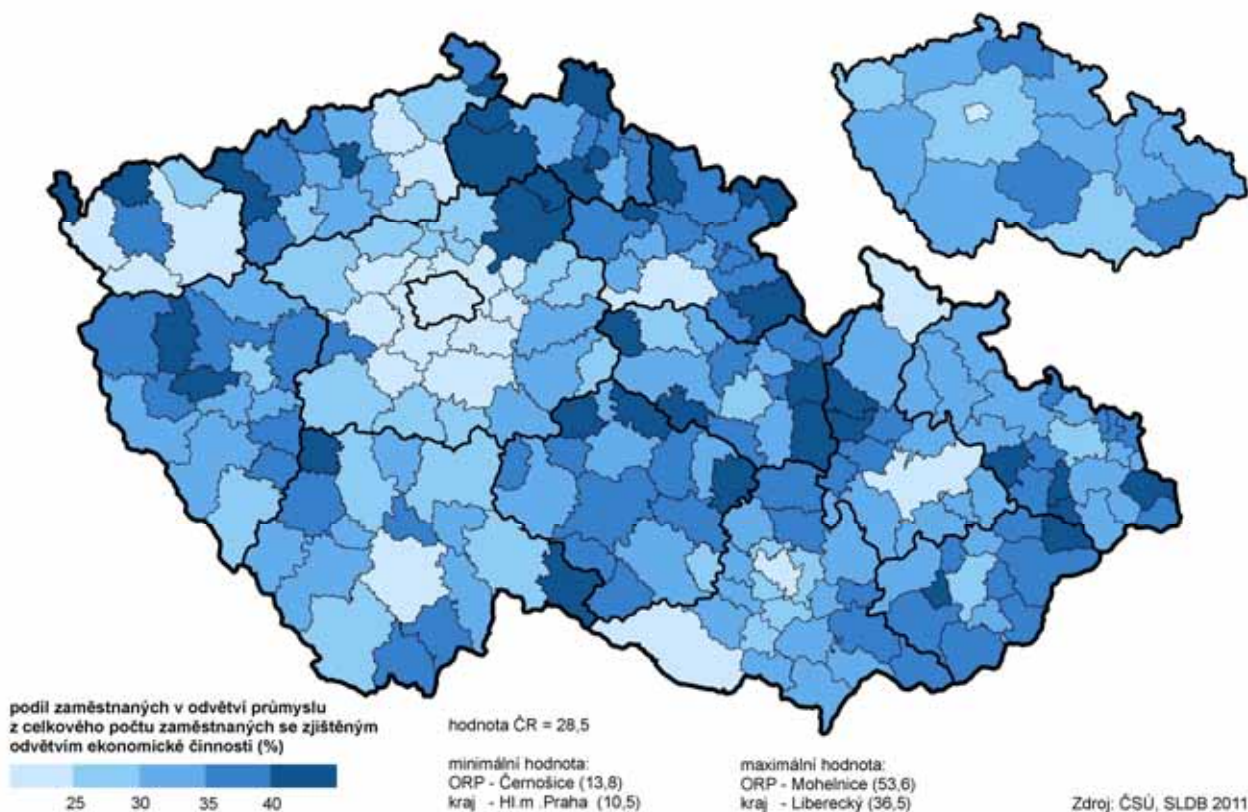 podíl zaměstnaných v odvětví průmyslu
z celkového počtu zaměstnaných se zjištěným
odvětvím ekonomické činnosti (%)
25 30 35 40
hodnota ČR = 28,5
minimální hodnota:
ORP - Černošice (13,8)
kraj - Hl.m .Praha (10,5)
maximální hodnota:
ORP - Mohelnice (53,6)
kraj - Liberecký (36,5)
Zdroj: ČSÚ, SLDB 2011